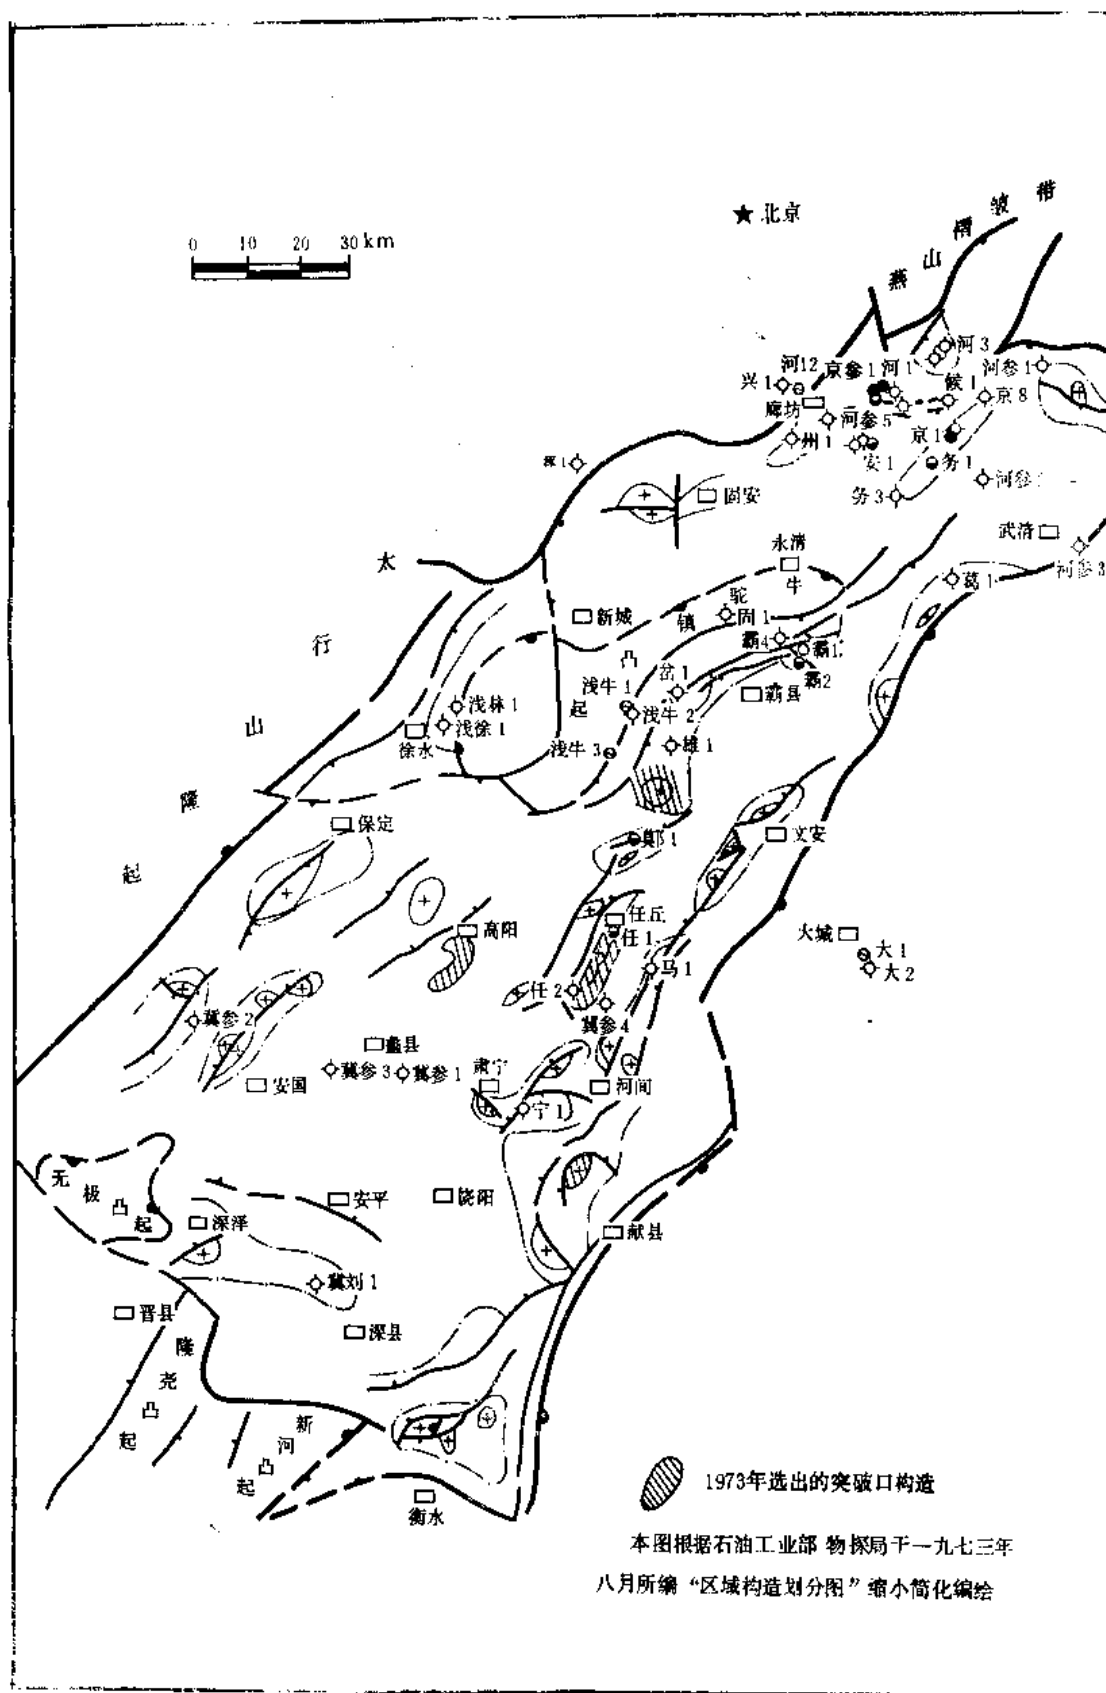 ★ 北京
0 10 20 30 km
燕山褶皱带
河3
河12
京参1
河1
河参1
兴1
候1
京8
廊坊
河参5
州1
京1
安1
务1
河参
务3
固安
武清
河参3
葛1
永清
太行山隆起
牛驼镇凸起
新城
固1
霸4
霸1
霸2
霸县
岔1
浅牛1
浅牛2
浅牛3
雄1
浅林1
浅徐1
徐水
保定
鄚1
文安
高阳
任丘
任1
大城
大1
大2
马1
任2
冀参4
冀参2
蠡县
冀参3
冀参1
肃宁
河间
安国
宁1
无极凸起
安平
饶阳
深泽
献县
冀刘1
晋县
深县
隆尧凸起
新河凸起
衡水
1973年选出的突破口构造
本图根据石油工业部 物探局于一九七三年
八月所编“区域构造划分图”缩小简化编绘